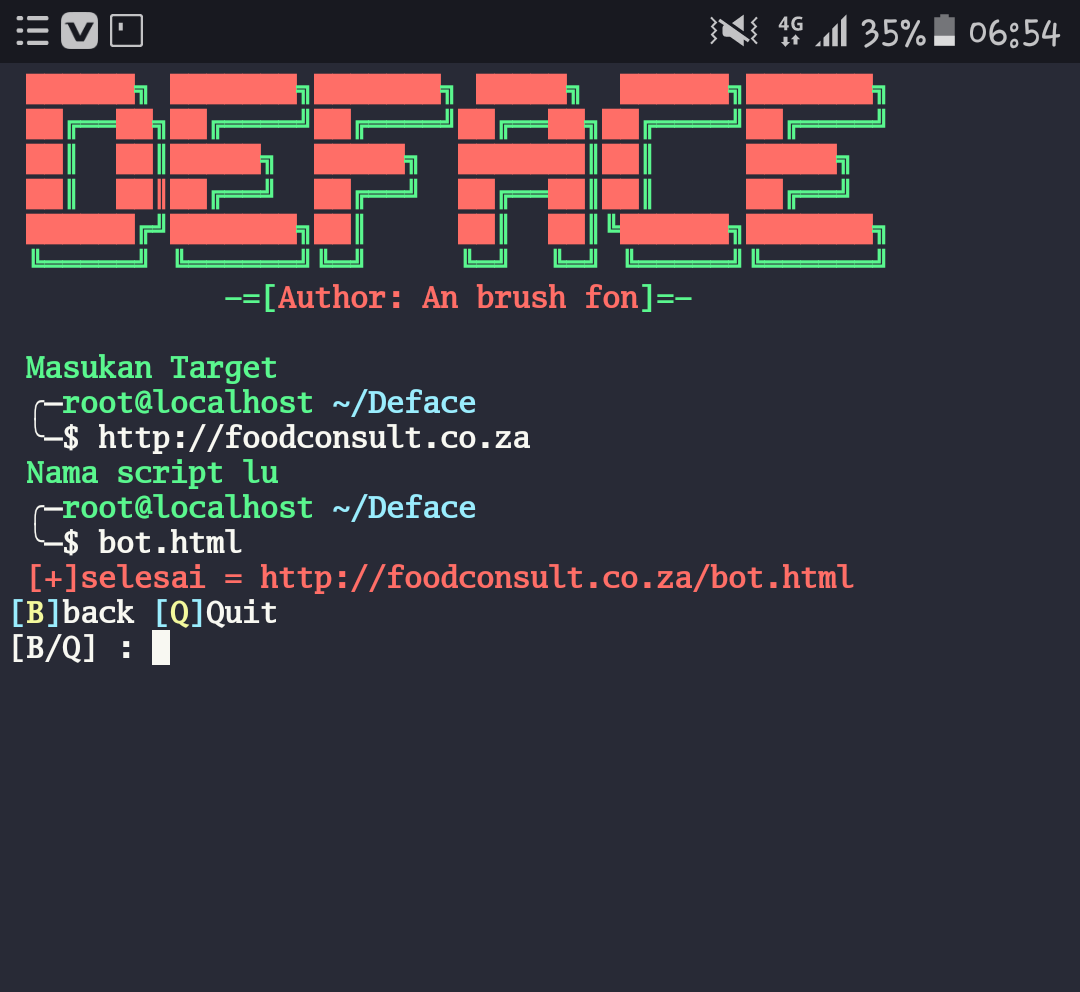 4G 35% 06:54
DEFACE
-=[Author: An brush fon]=-
Masukan Target
root@localhost ~/Deface
$ http://foodconsult.co.za
Nama script lu
root@localhost ~/Deface
$ bot.html
[+]selesai = http://foodconsult.co.za/bot.html
[B]back [Q]Quit
[B/Q] :